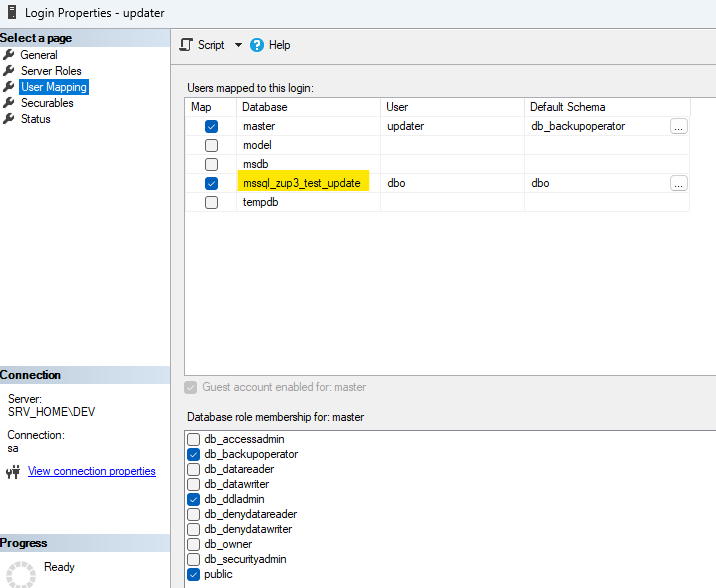 Login Properties - updater
Select a page
General
Server Roles
User Mapping
Securables
Status
Script Help
Users mapped to this login:
Map Database User Default Schema
master updater db_backupoperator ...
model
msdb
mssql_zup3_test_update dbo dbo ...
tempdb
Guest account enabled for: master
Database role membership for: master
db_accessadmin
db_backupoperator
db_datareader
db_datawriter
db_ddladmin
db_denydatareader
db_denydatawriter
db_owner
db_securityadmin
public
Connection
Server:
SRV_HOME\DEV
Connection:
sa
View connection properties
Progress
Ready